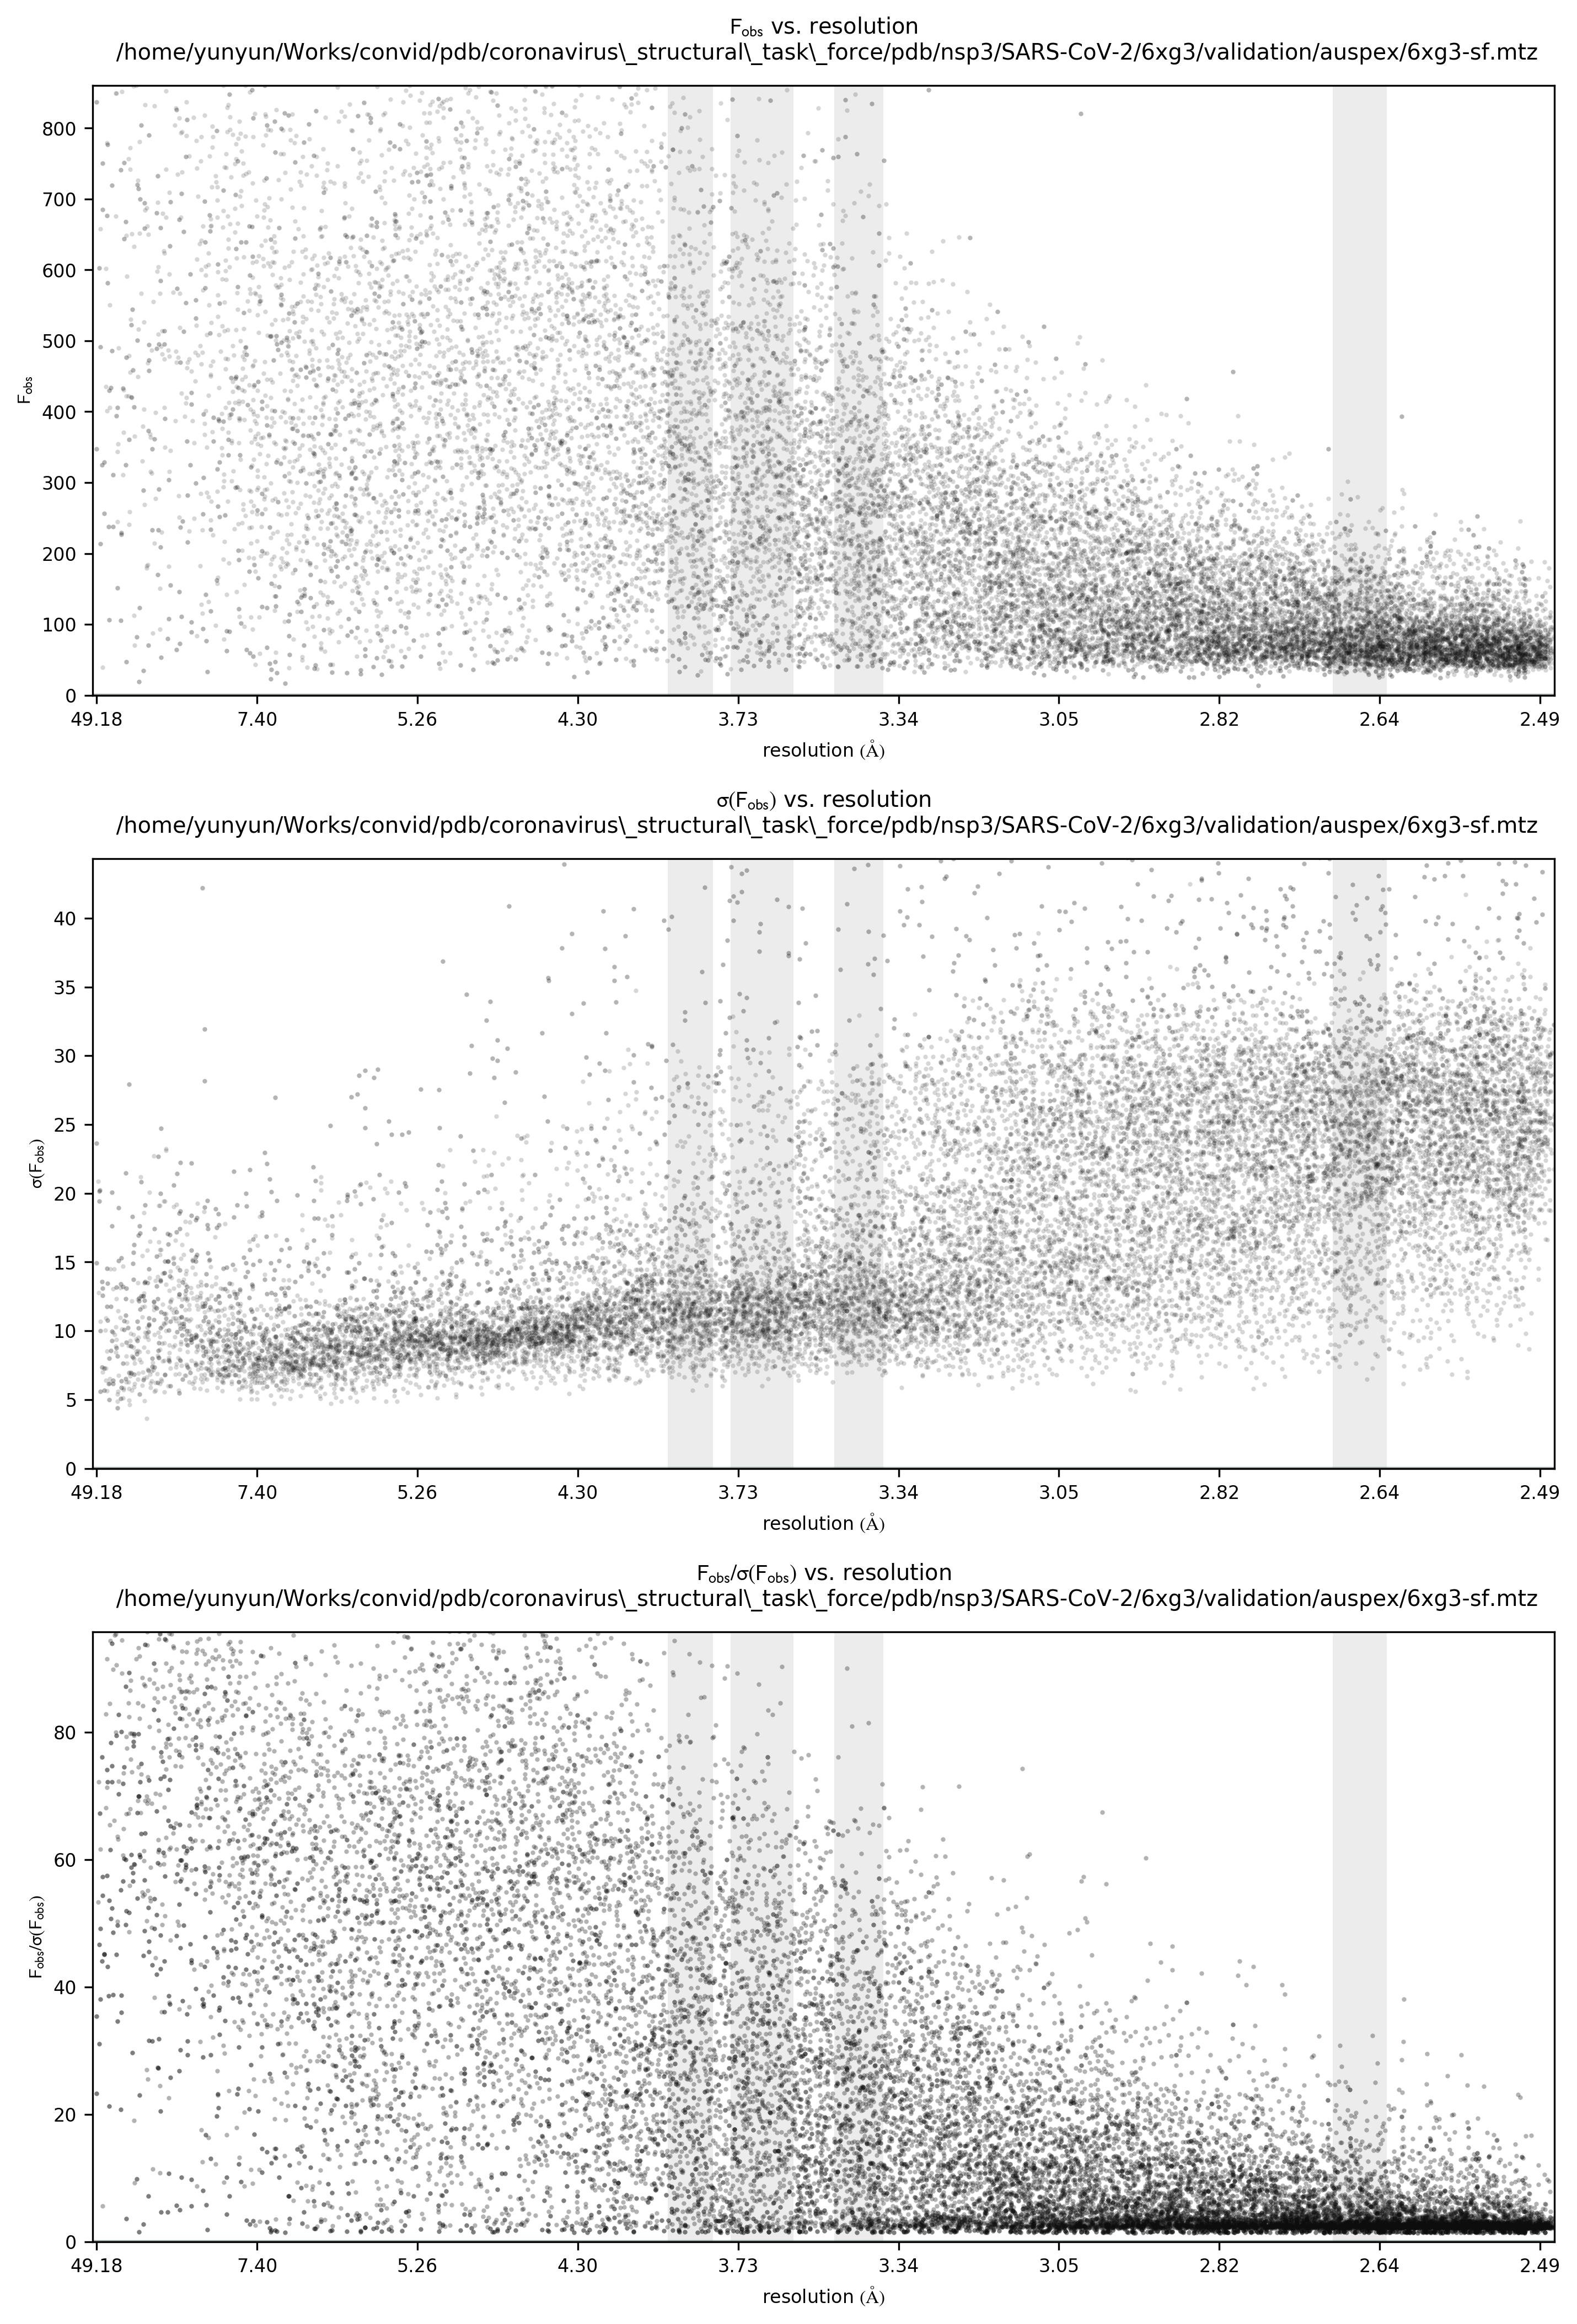 Fobs vs. resolution
/home/yunyun/Works/convid/pdb/coronavirus\_structural\_task\_force/pdb/nsp3/SARS-CoV-2/6xg3/validation/auspex/6xg3-sf.mtz
800
700
600
500
400
300
200
100
0
Fobs
49.18 7.40 5.26 4.30 3.73 3.34 3.05 2.82 2.64 2.49
resolution (Å)
σ(Fobs) vs. resolution
/home/yunyun/Works/convid/pdb/coronavirus\_structural\_task\_force/pdb/nsp3/SARS-CoV-2/6xg3/validation/auspex/6xg3-sf.mtz
40
35
30
25
20
15
10
5
0
σ(Fobs)
49.18 7.40 5.26 4.30 3.73 3.34 3.05 2.82 2.64 2.49
resolution (Å)
Fobs/σ(Fobs) vs. resolution
/home/yunyun/Works/convid/pdb/coronavirus\_structural\_task\_force/pdb/nsp3/SARS-CoV-2/6xg3/validation/auspex/6xg3-sf.mtz
80
60
40
20
0
Fobs/σ(Fobs)
49.18 7.40 5.26 4.30 3.73 3.34 3.05 2.82 2.64 2.49
resolution (Å)